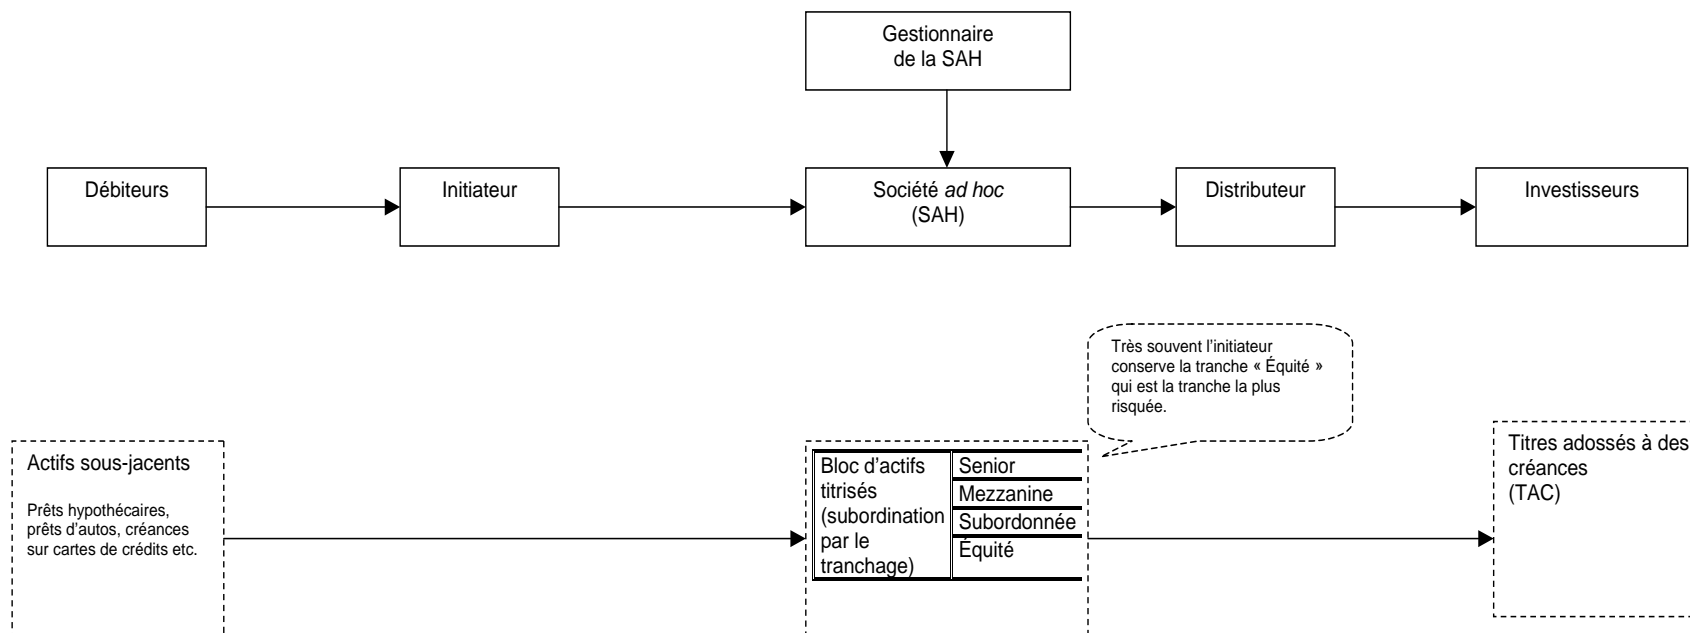 Gestionnaire
de la SAH
Débiteurs
Initiateur
Société ad hoc
(SAH)
Distributeur
Investisseurs
Très souvent l’initiateur
conserve la tranche « Équité »
qui est la tranche la plus
risquée.
Actifs sous-jacents
Prêts hypothécaires,
prêts d’autos, créances
sur cartes de crédits etc.
Bloc d’actifs
titrisés
(subordination
par le
tranchage)
Senior
Mezzanine
Subordonnée
Équité
Titres adossés à des
créances
(TAC)